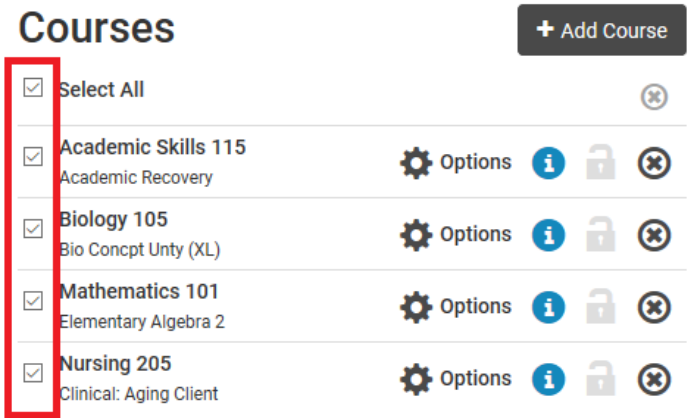 Courses
+ Add Course
Select All
Academic Skills 115
Academic Recovery
Options
Biology 105
Bio Concpt Unty (XL)
Options
Mathematics 101
Elementary Algebra 2
Options
Nursing 205
Clinical: Aging Client
Options